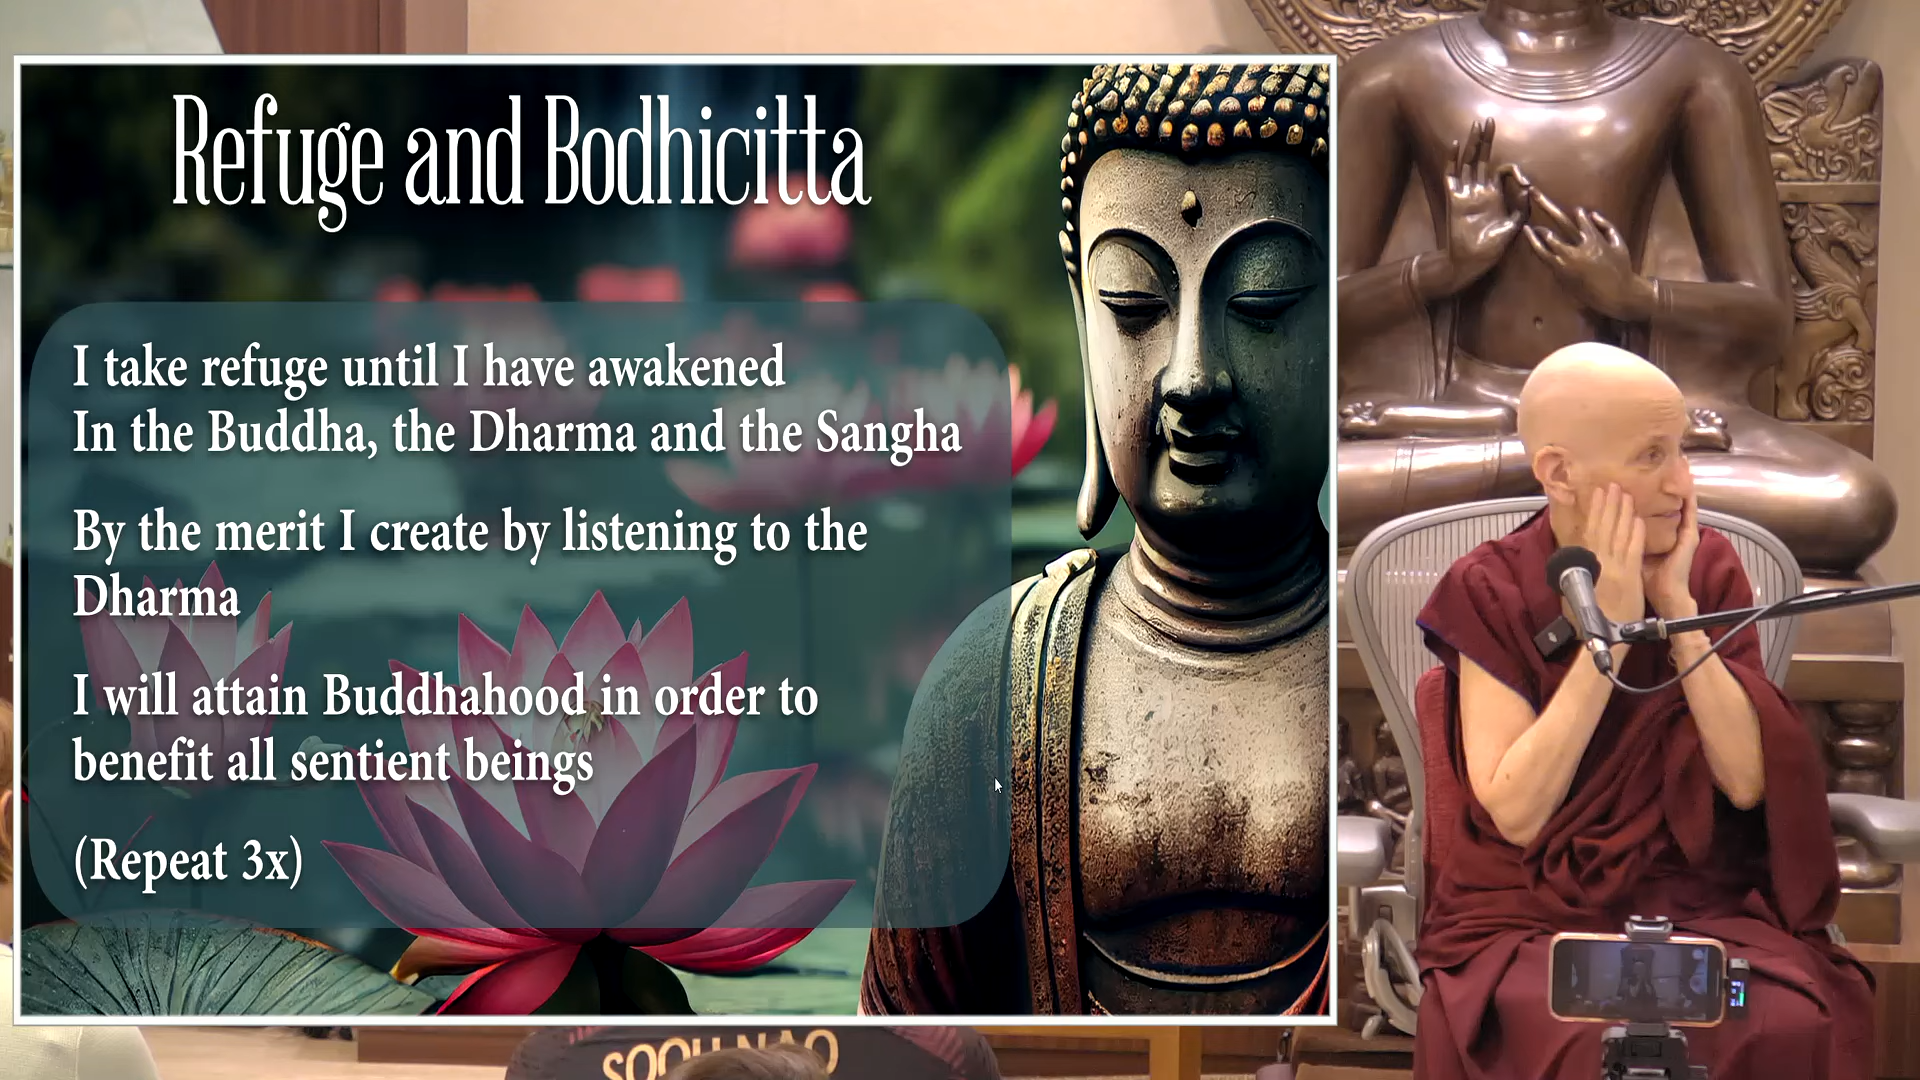 Refuge and Bodhicitta
I take refuge until I have awakened
In the Buddha, the Dharma and the Sangha
By the merit I create by listening to the
Dharma
I will attain Buddhahood in order to
benefit all sentient beings
(Repeat 3x)